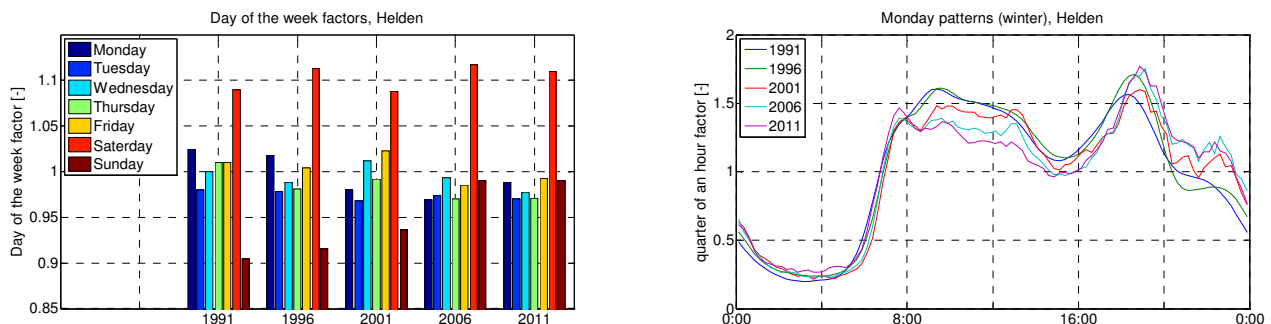 Day of the week factors, Helden
Day of the week factor [-]
1.15
1.1
1.05
1
0.95
0.9
0.85
Monday
Tuesday
Wednesday
Thursday
Friday
Saterday
Sunday
1991 1996 2001 2006 2011
Monday patterns (winter), Helden
quarter of an hour factor [-]
2
1.5
1
0.5
0
1991
1996
2001
2006
2011
0:00 8:00 16:00 0:00